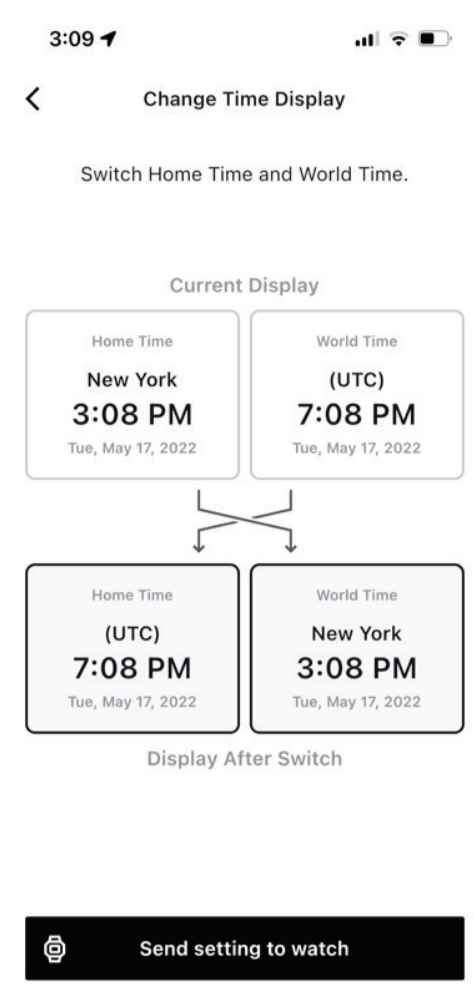 3:09
Change Time Display
Switch Home Time and World Time.
Current Display
Home Time
New York
3:08 PM
Tue, May 17, 2022
World Time
(UTC)
7:08 PM
Tue, May 17, 2022
Home Time
(UTC)
7:08 PM
Tue, May 17, 2022
World Time
New York
3:08 PM
Tue, May 17, 2022
Display After Switch
Send setting to watch